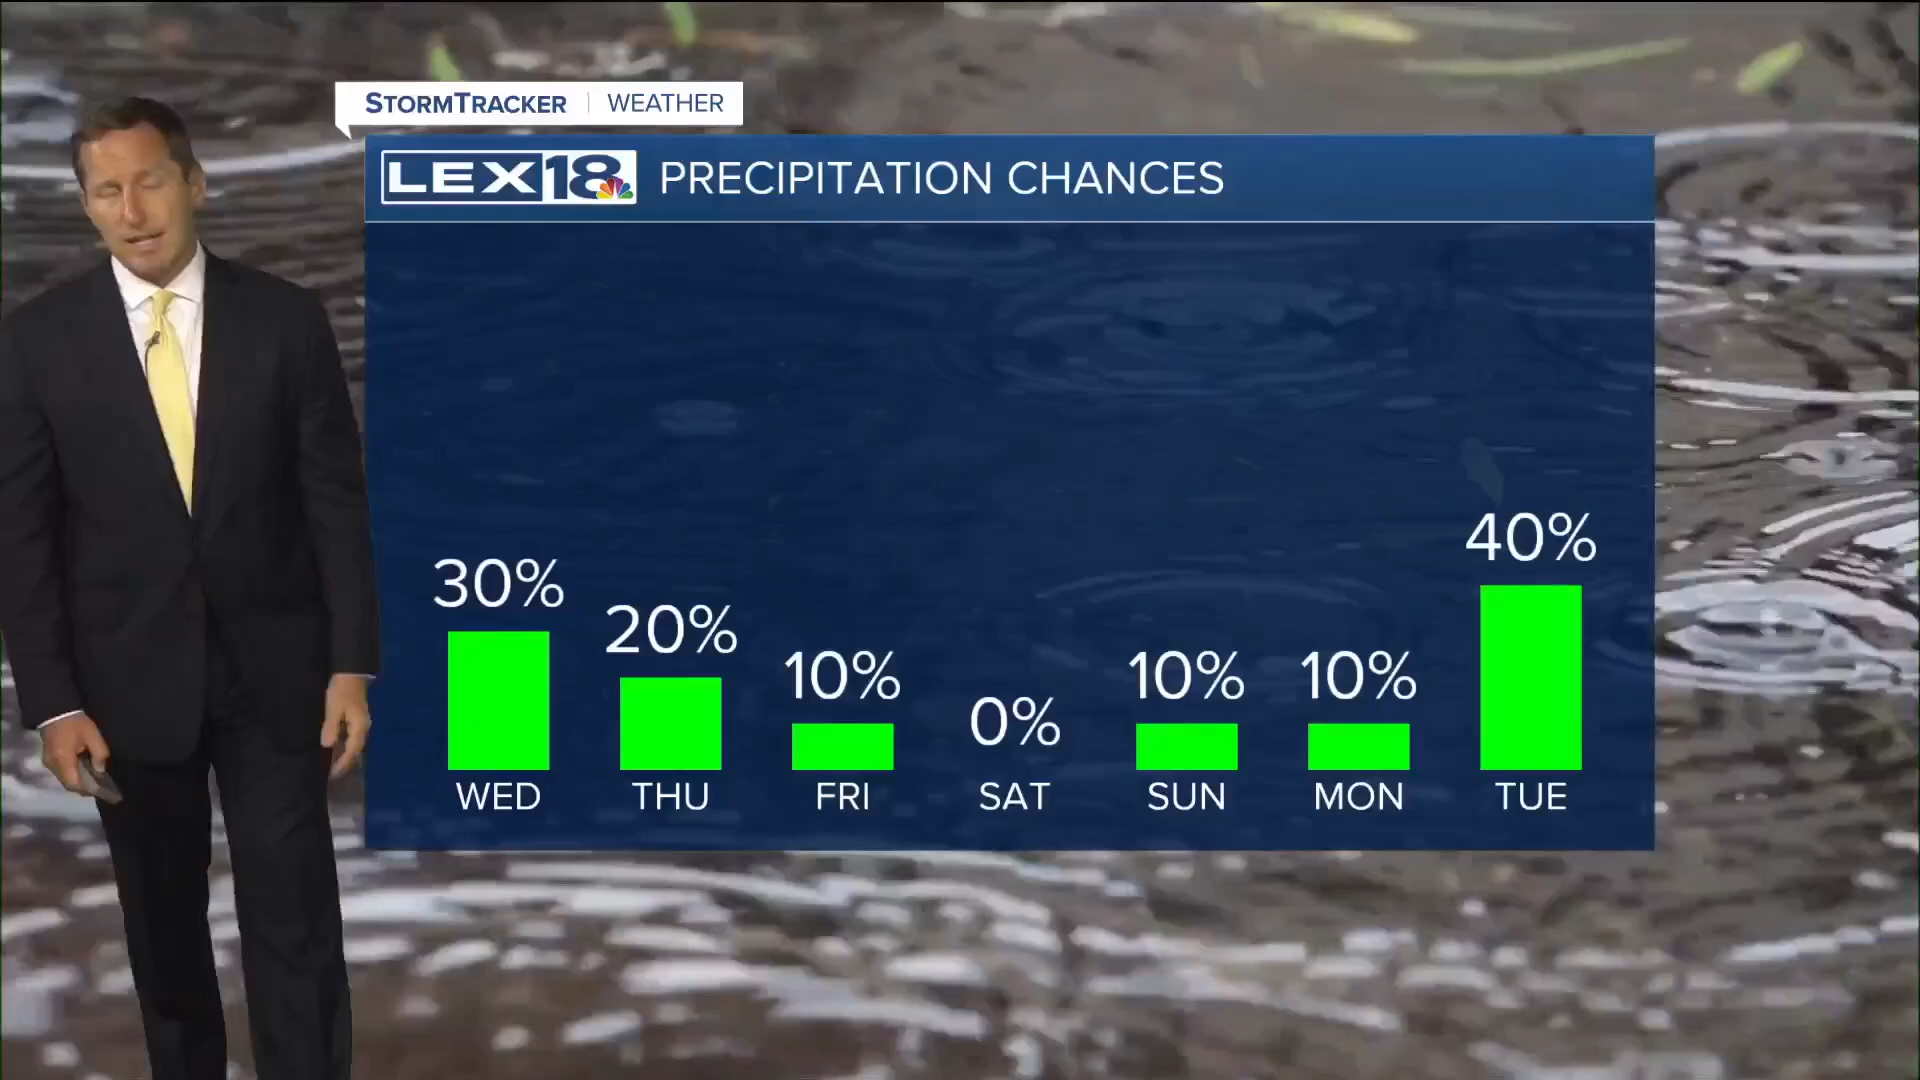 STORMTRACKER | WEATHER
LEX18 PRECIPITATION CHANCES
30% 20% 10% 0% 10% 10% 40%
WED THU FRI SAT SUN MON TUE